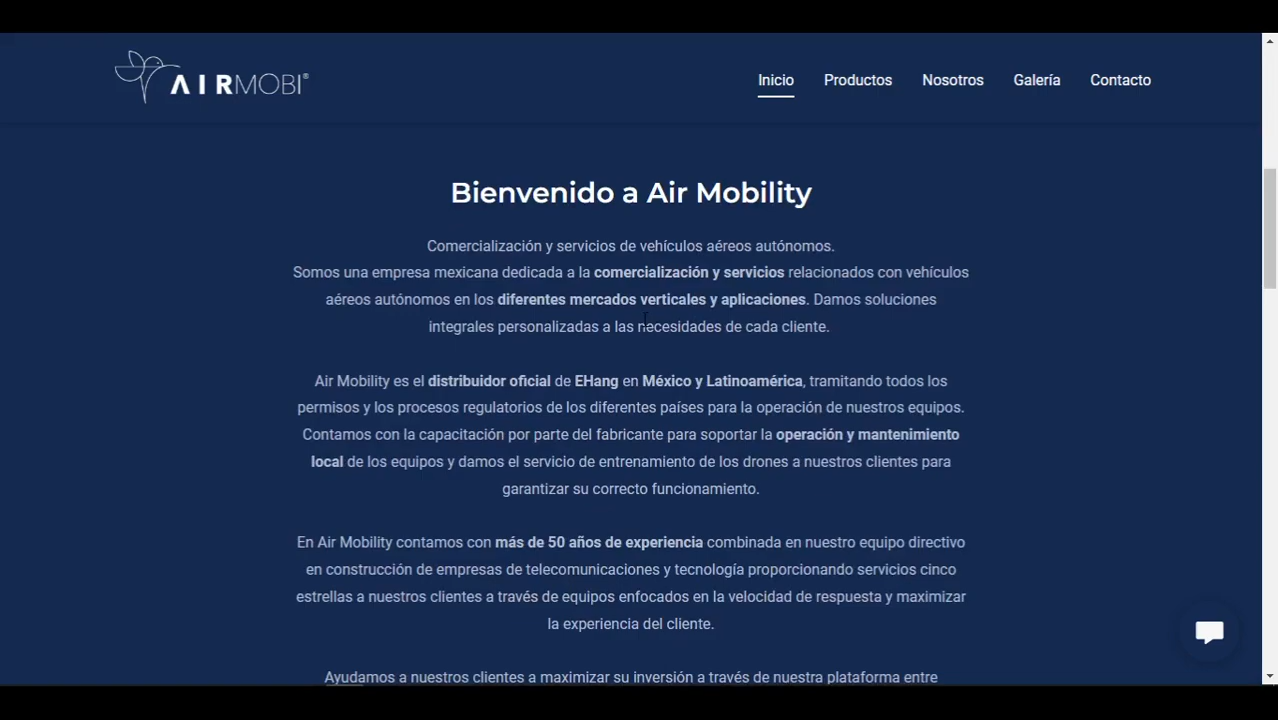 AIRMOBI®
Inicio Productos Nosotros Galería Contacto
Bienvenido a Air Mobility
Comercialización y servicios de vehículos aéreos autónomos.
Somos una empresa mexicana dedicada a la comercialización y servicios relacionados con vehículos
aéreos autónomo en los diferentes mercados verticales y aplicaciones. Damos soluciones
integrales personalizadas a las necesidades de cada cliente.
Air Mobility es el distribuidor oficial de EHang en México y Latinoamérica, tramitando todos los
permisos y los procesos regulatorios de los diferentes países para la operación de nuestros equipos.
Contamos con la capacitación por parte del fabricante para soportar la operación y mantenimiento
local de los equipos y damos el servicio de entrenamiento de los drones a nuestros clientes para
garantizar su correcto funcionamiento.
En Air Mobility contamos con más de 50 años de experiencia combinada en nuestro equipo directivo
en construcción de empresas de telecomunicaciones y tecnología proporcionando servicios cinco
estrellas a nuestros clientes a través de equipos enfocados en la velocidad de respuesta y maximizar
la experiencia del cliente.
Ayudamos a nuestros clientes a maximizar su inversión a través de nuestra plataforma entre